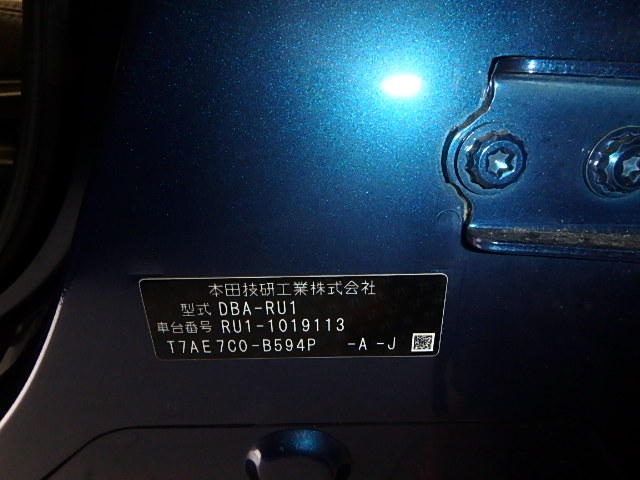 本田技研工業株式会社
型式 DBA-RU1
車台番号 RU1-1019113
T7AE7C0-B594P -A -J